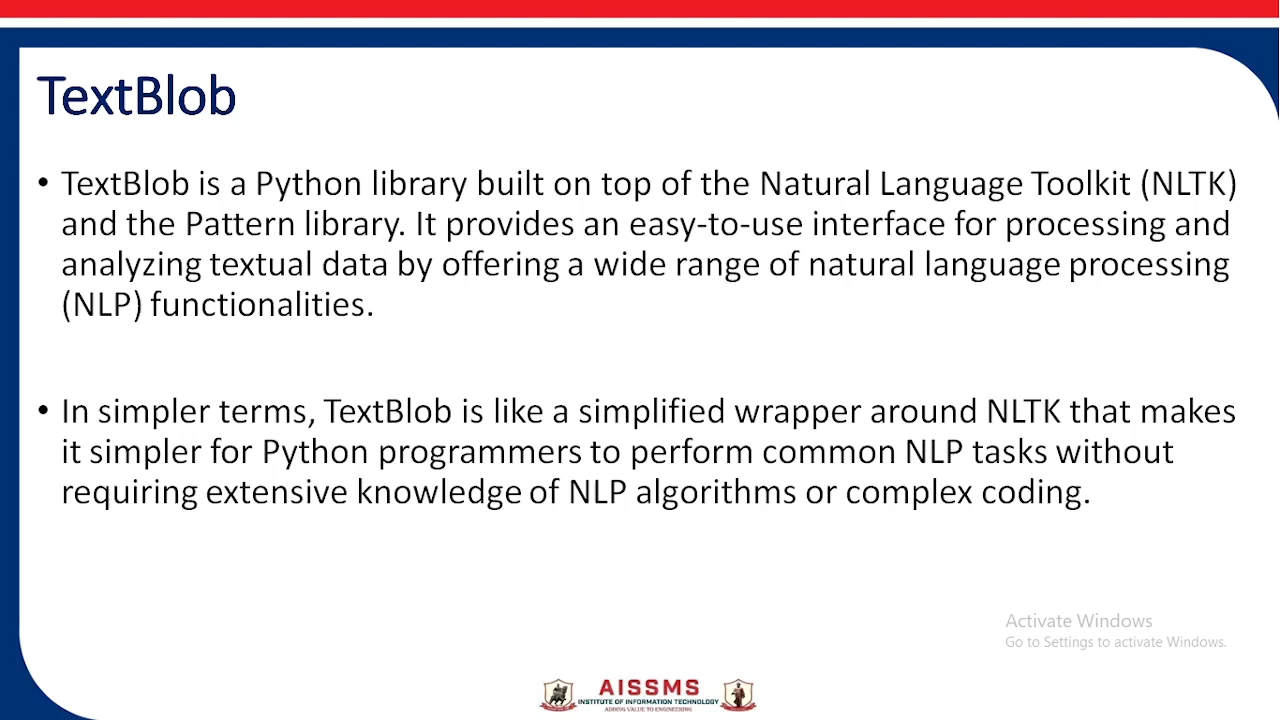 TextBlob
• TextBlob is a Python library built on top of the Natural Language Toolkit (NLTK)
and the Pattern library. It provides an easy-to-use interface for processing and
analyzing textual data by offering a wide range of natural language processing
(NLP) functionalities.
• In simpler terms, TextBlob is like a simplified wrapper around NLTK that makes
it simpler for Python programmers to perform common NLP tasks without
requiring extensive knowledge of NLP algorithms or complex coding.
Activate Windows
Go to Settings to activate Windows.
AISSMS
INSTITUTE OF INFORMATION TECHNOLOGY
ADDING VALUE TO ENGINEERING